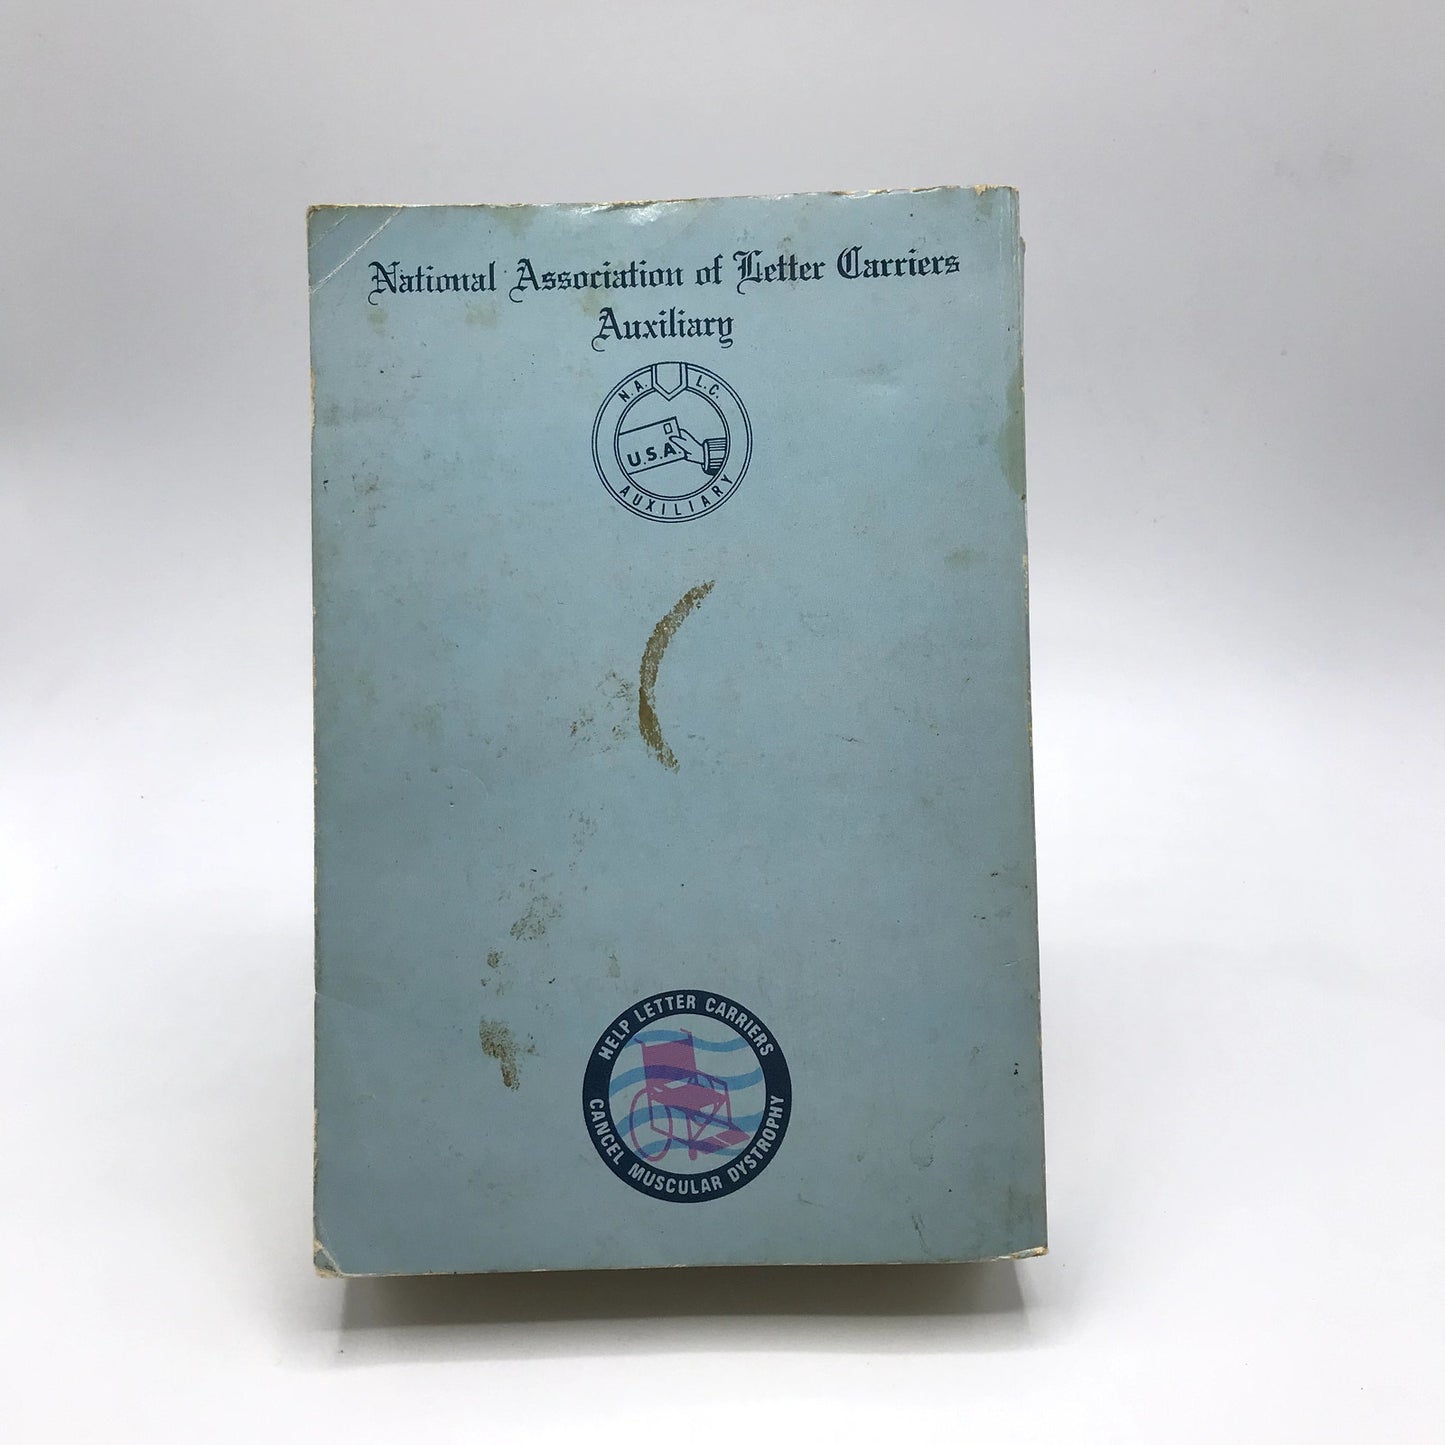 National Association of Letter Carriers
Auxiliary
N.A.L.C.
U.S.A.
AUXILIARY
HELP LETTER CARRIERS
CANCEL MUSCULAR DYSTROPHY